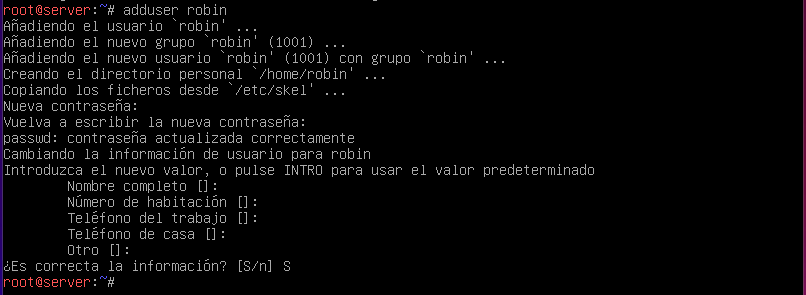 root@server:~# adduser robin
Añadiendo el usuario `robin' ...
Añadiendo el nuevo grupo `robin' (1001) ...
Añadiendo el nuevo usuario `robin' (1001) con grupo `robin' ...
Creando el directorio personal `/home/robin' ...
Copiando los ficheros desde `/etc/skel' ...
Nueva contraseña:
Vuelva a escribir la nueva contraseña:
passwd: contraseña actualizada correctamente
Cambiando la información de usuario para robin
Introduzca el nuevo valor, o pulse INTRO para usar el valor predeterminado
Nombre completo []:
Número de habitación []:
Teléfono del trabajo []:
Teléfono de casa []:
Otro []:
¿Es correcta la información? [S/n] S
root@server:~#